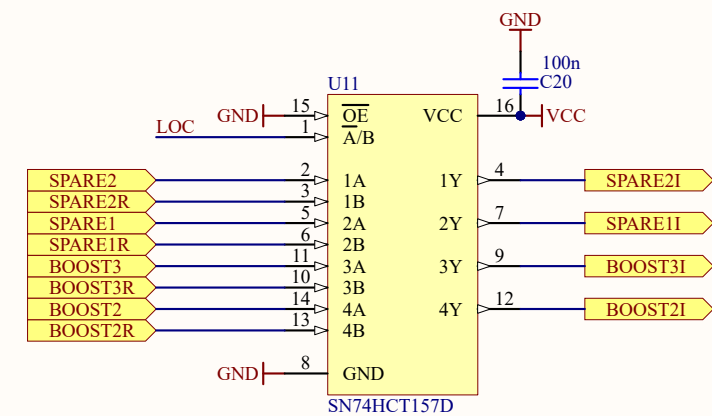 GND
100n
C20
U11
GND 15 OE VCC 16 VCC
LOC 1 A/B
SPARE2 2 1A 1Y 4 SPARE2I
SPARE2R 3 1B
SPARE1 5 2A 2Y 7 SPARE1I
SPARE1R 6 2B
BOOST3 11 3A 3Y 9 BOOST3I
BOOST3R 10 3B
BOOST2 14 4A 4Y 12 BOOST2I
BOOST2R 13 4B
GND 8 GND
SN74HCT157D